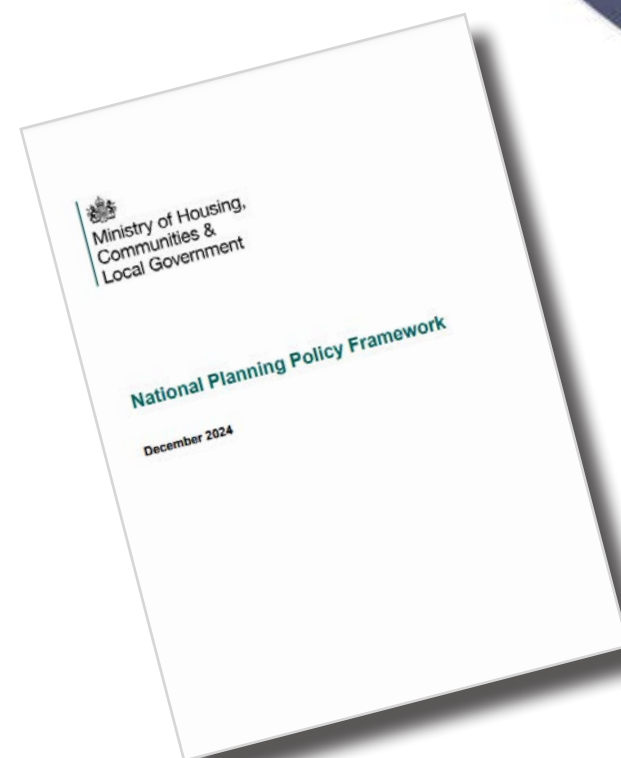 Ministry of Housing,
Communities &
Local Government
National Planning Policy Framework
December 2024